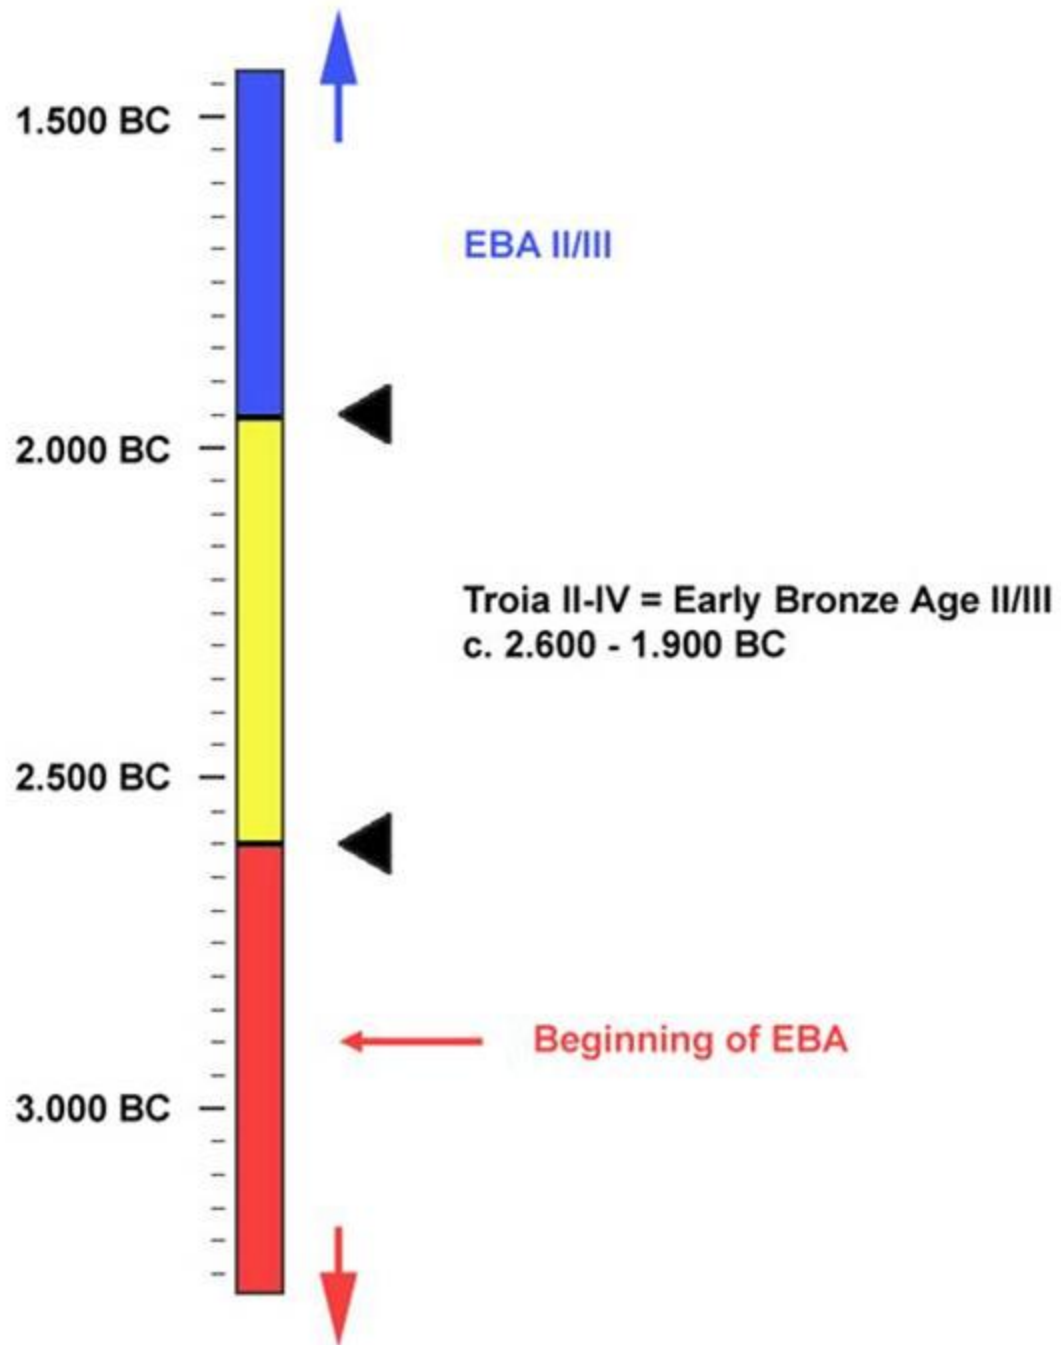 1.500 BC
EBA II/III
2.000 BC
Troia II-IV = Early Bronze Age II/III
c. 2.600 - 1.900 BC
2.500 BC
Beginning of EBA
3.000 BC